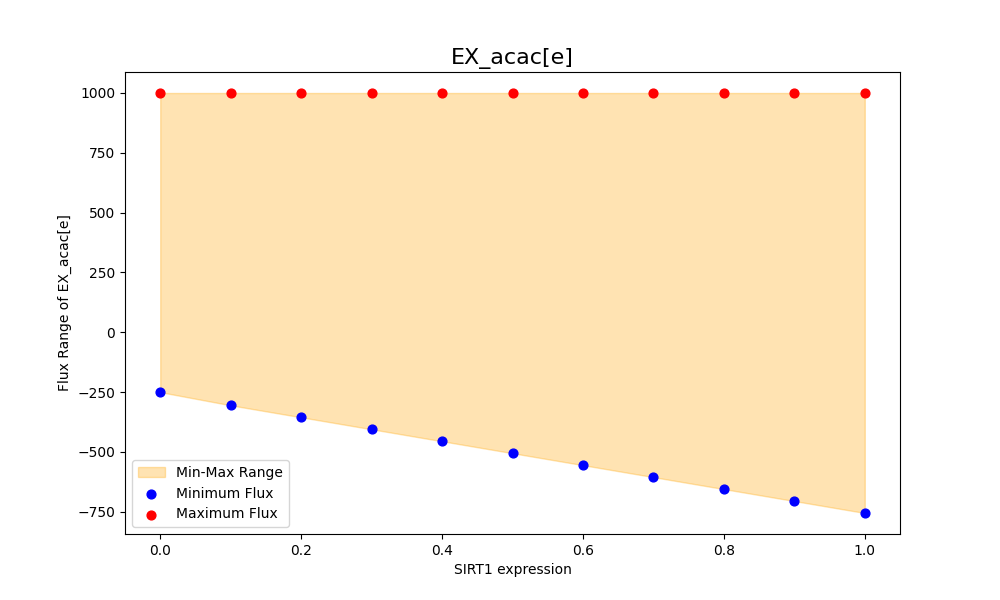 EX_acac[e]
Flux Range of EX_acac[e]
1000
750
500
250
0
−250
−500
−750
Min-Max Range
Minimum Flux
Maximum Flux
0.0
0.2
0.4
0.6
0.8
1.0
SIRT1 expression